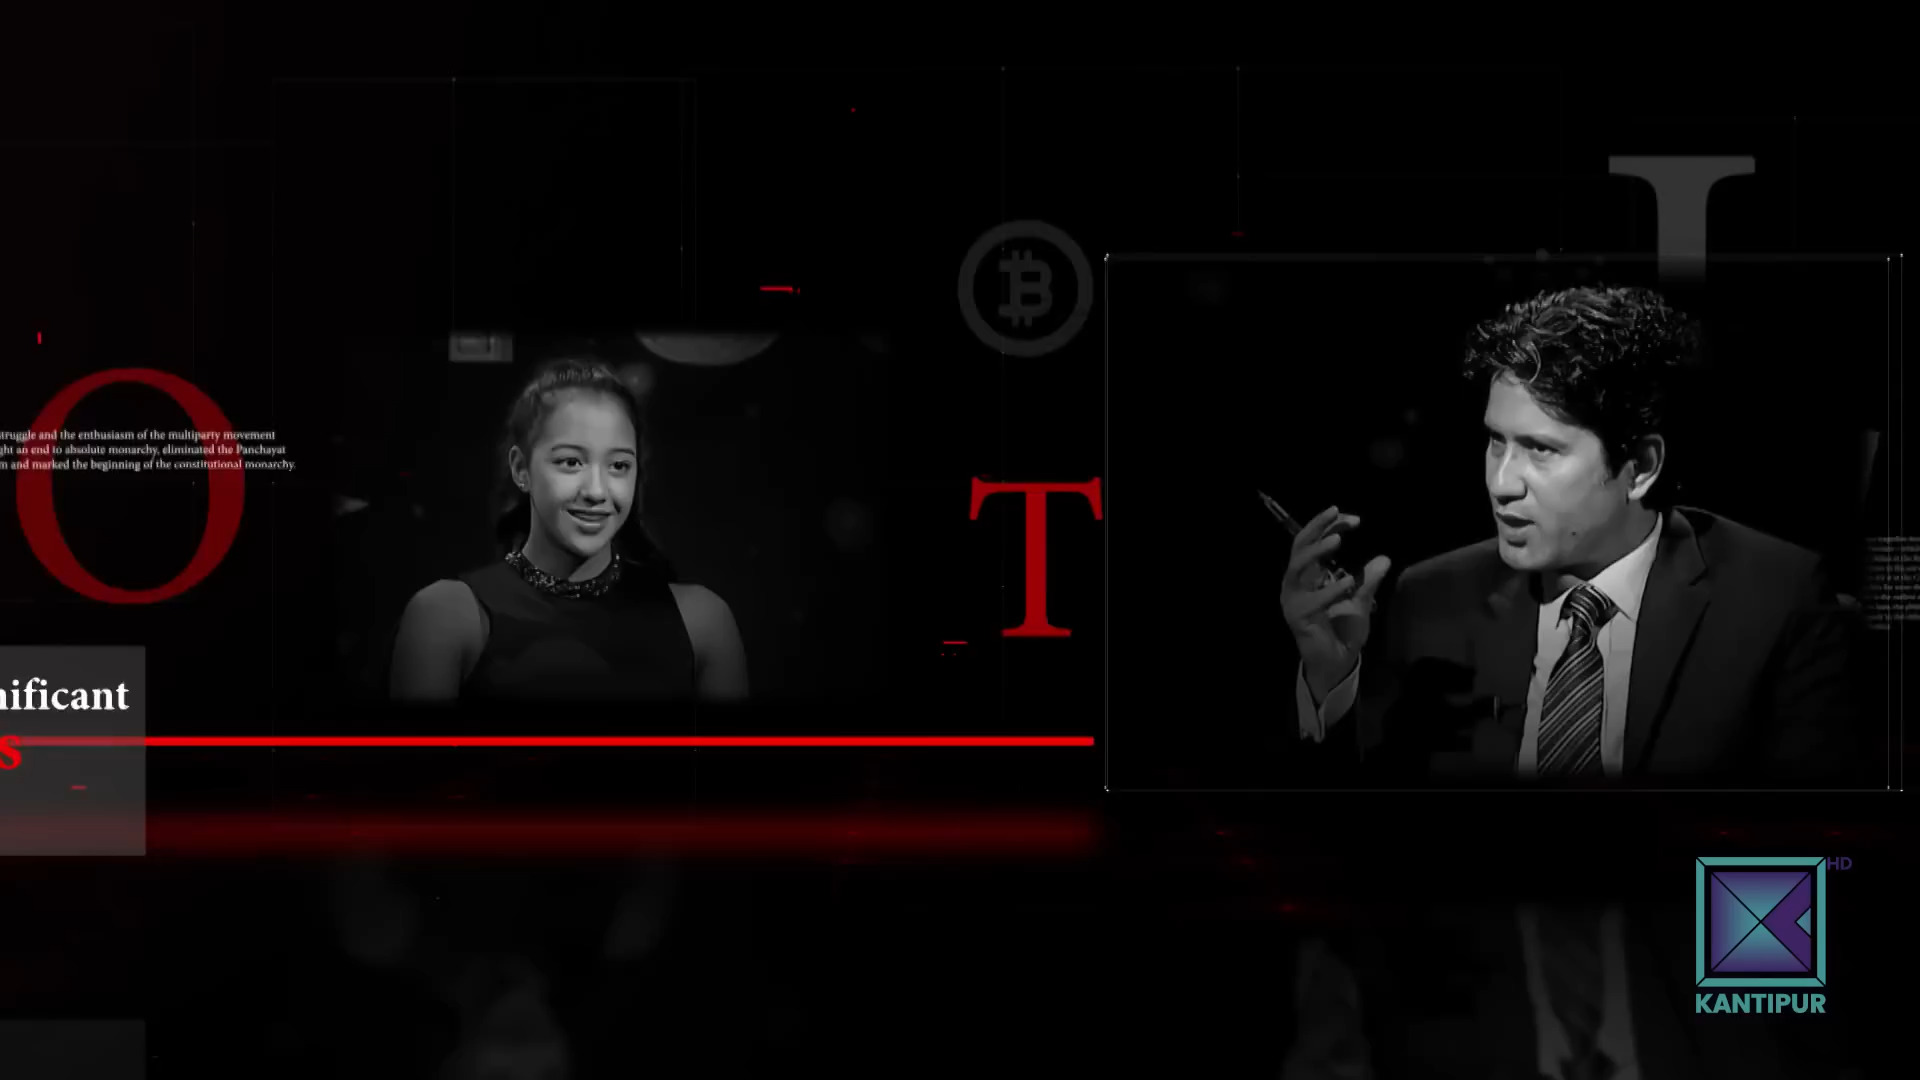 O
truggle and the enthusiasm of the multiparty movement
ght an end to absolute monarchy, eliminated the Panchayat
m and marked the beginning of the constitutional monarchy.
nificant
s
T
I
HD
KANTIPUR